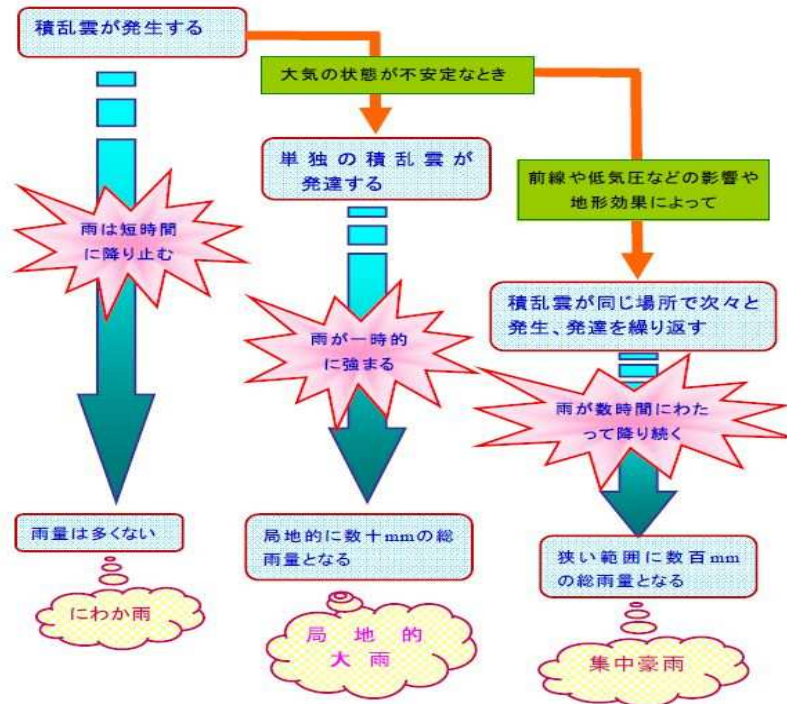 積乱雲が発生する
大気の状態が不安定なとき
単独の積乱雲が
発達する
前線や低気圧などの影響や
地形効果によって
雨は短時間
に降り止む
積乱雲が同じ場所で次々と
発生、発達を繰り返す
雨が一時的
に強まる
雨が数時間にわた
って降り続く
雨量は多くない
局地的に数十mmの総
雨量となる
狭い範囲に数百mm
の総雨量となる
にわか雨
局地的
大雨
集中豪雨